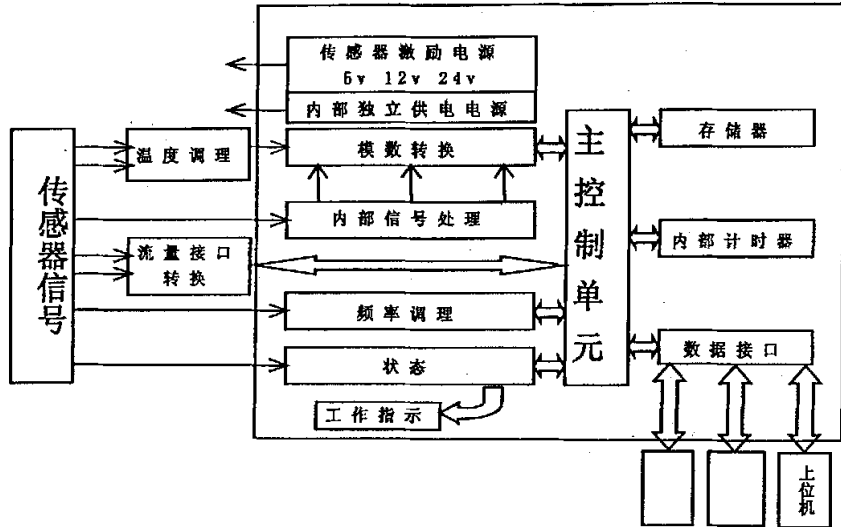 传感器激励电源
6v 12v 24v
内部独立供电电源
温度调理
模数转换
存储器
传感器信号
内部信号处理
主控制单元
内部计时器
流量接口
转换
频率调理
数据接口
状态
工作指示
上位机